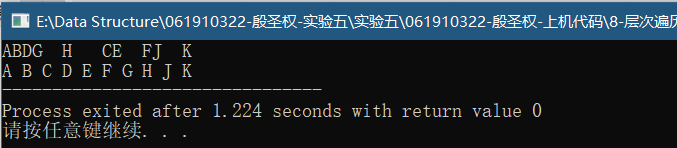 E:\Data Structure\061910322-殷圣权-实验五\实验五\061910322-殷圣权-上机代码\8-层次遍历
ABDG  H   CE  FJ  K
A B C D E F G H J K
--------------------------------
Process exited after 1.224 seconds with return value 0
请按任意键继续. . .